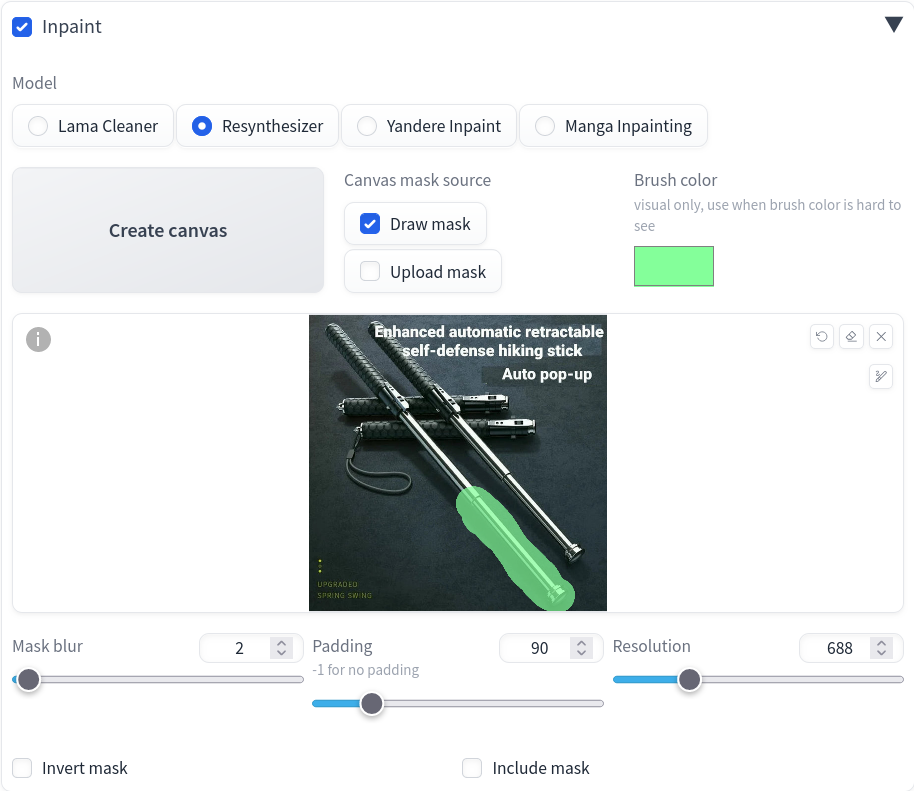 Inpaint
Model
Lama Cleaner
Resynthesizer
Yandere Inpaint
Manga Inpainting
Create canvas
Canvas mask source
Draw mask
Upload mask
Brush color
visual only, use when brush color is hard to
see
Enhanced automatic retractable
self-defense hiking stick
Auto pop-up
UPGRADED
SPRING SWING
Mask blur
2
Padding
90
-1 for no padding
Resolution
688
Invert mask
Include mask